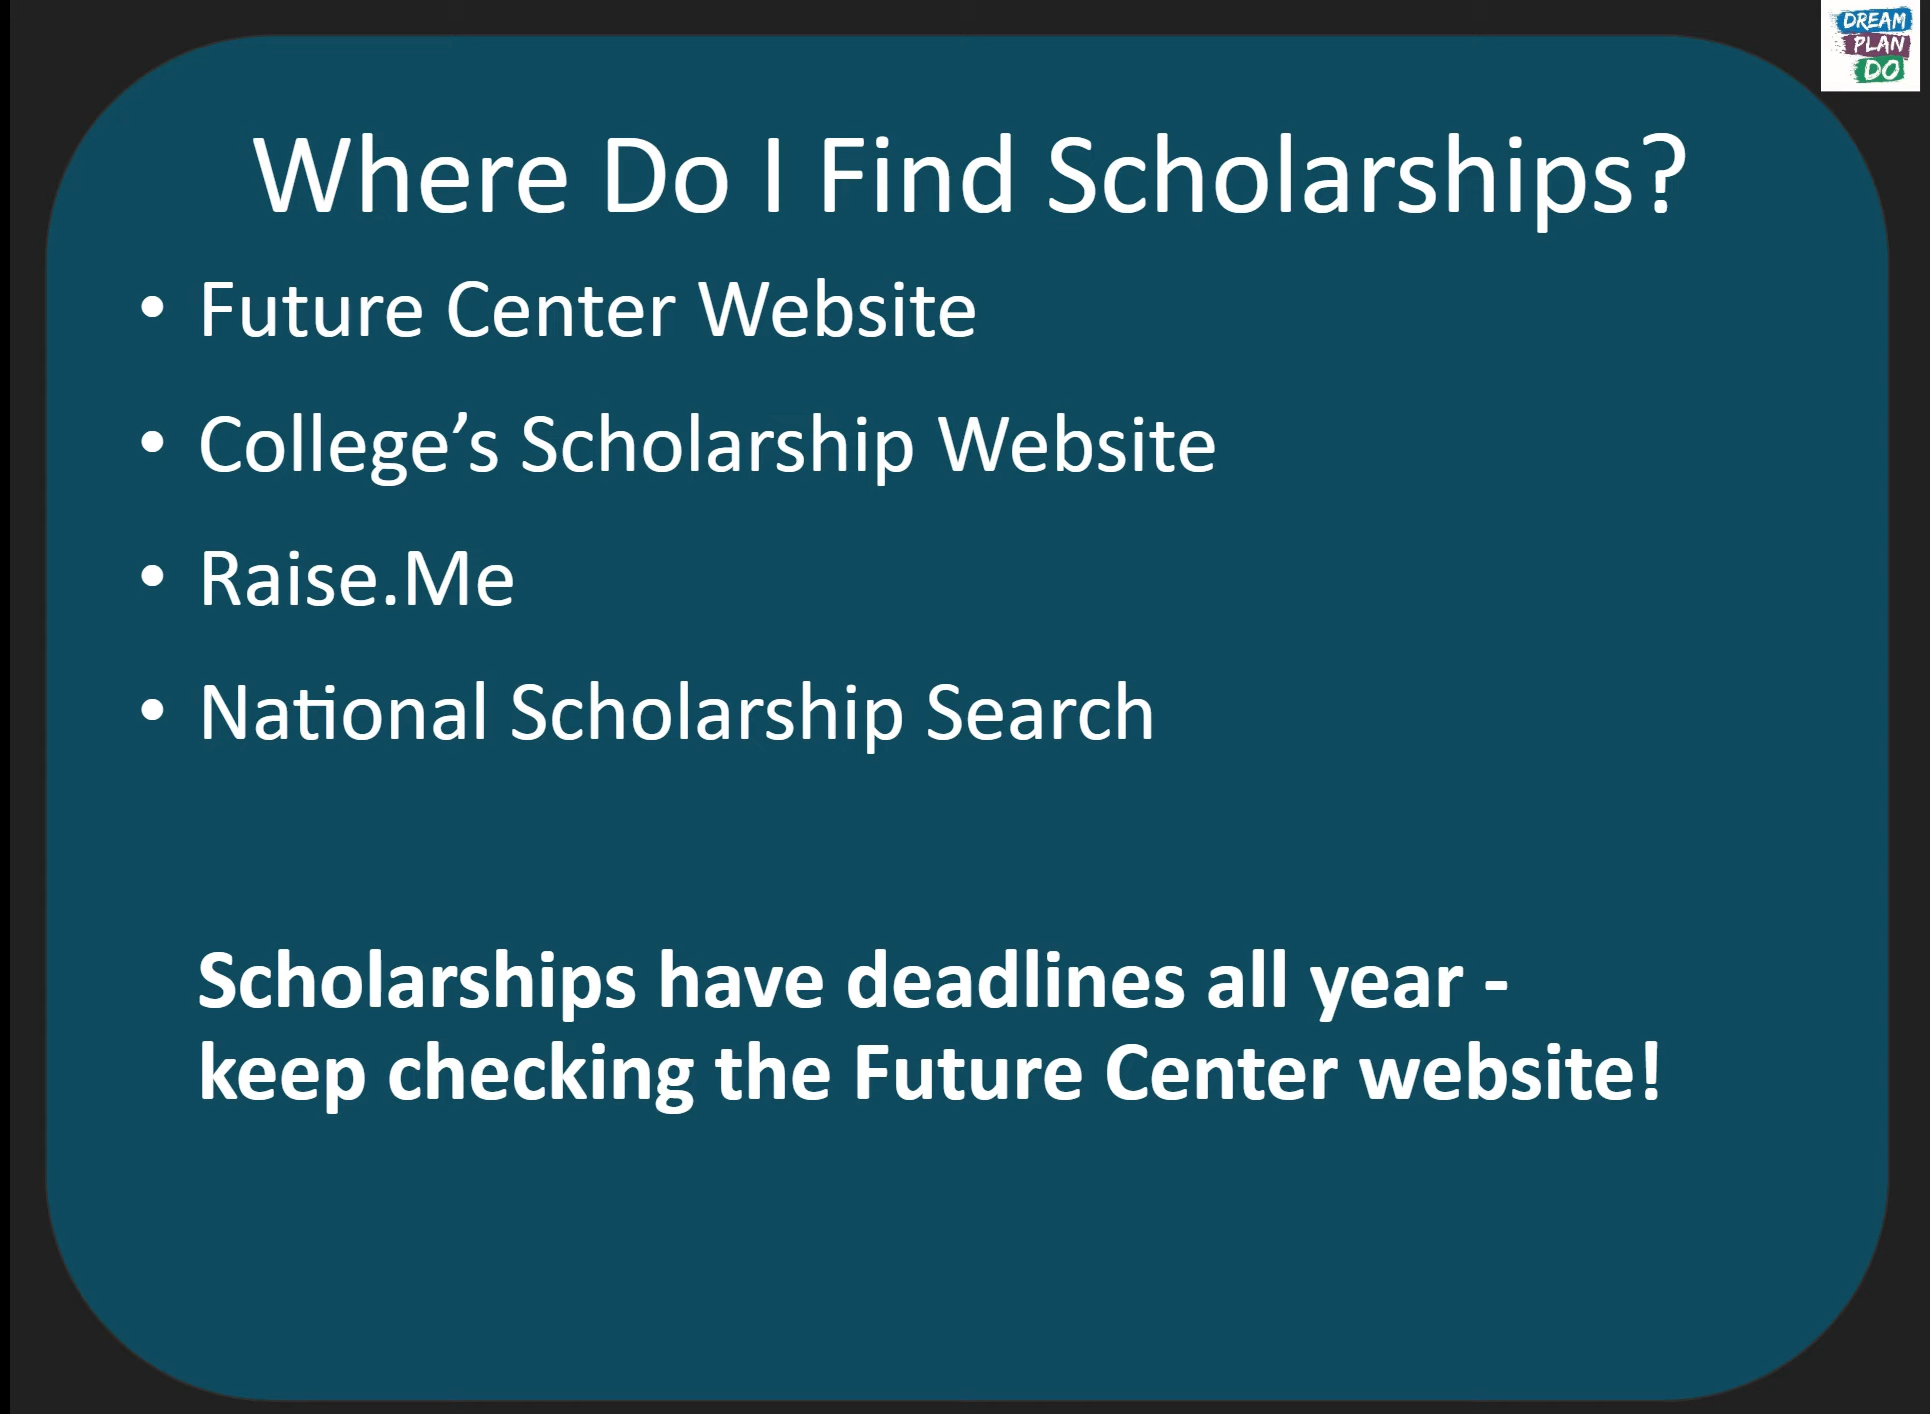 DREAM
PLAN
DO
Where Do I Find Scholarships?
• Future Center Website
• College’s Scholarship Website
• Raise.Me
• National Scholarship Search
Scholarships have deadlines all year -
keep checking the Future Center website!